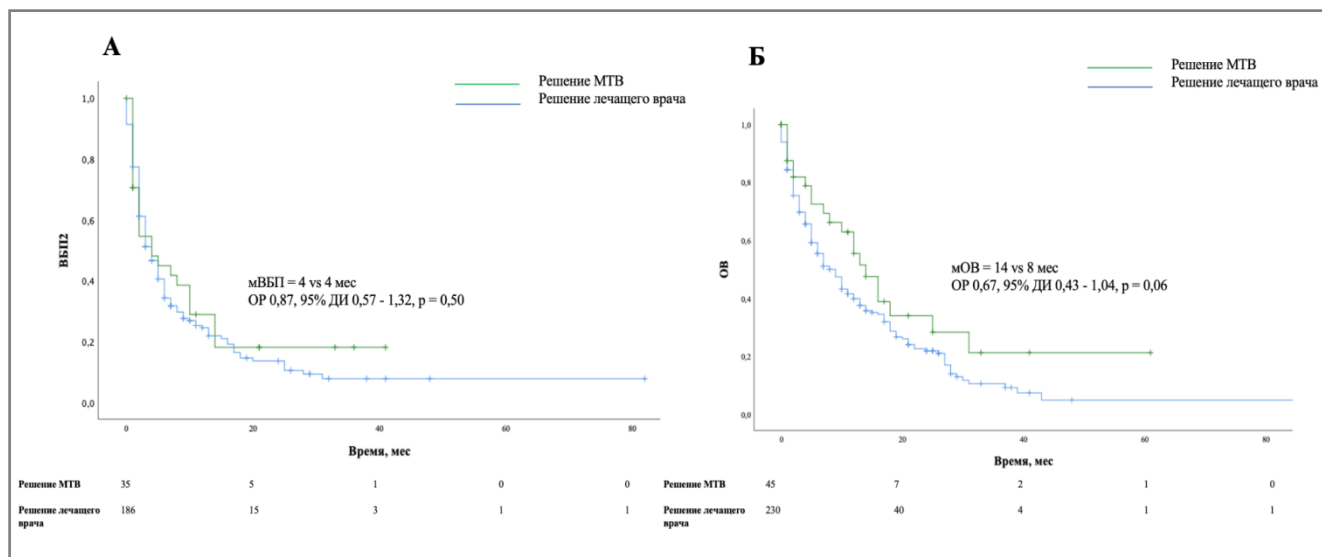 А
Решение МТВ
Решение лечащего врача
1,0
0,8
0,6
0,4
0,2
0,0
ВБП2
мВБП = 4 vs 4 мес
ОР 0,87, 95% ДИ 0,57 - 1,32, p = 0,50
0 20 40 60 80
Время, мес
Решение МТВ 35 5 1 0 0
Решение лечащего 186 15 3 1 1
врача
Б
Решение МТВ
Решение лечащего врача
1,0
0,8
0,6
0,4
0,2
0,0
ОВ
мОВ = 14 vs 8 мес
ОР 0,67, 95% ДИ 0,43 - 1,04, p = 0,06
0 20 40 60 80
Время, мес
Решение МТВ 45 7 2 1 0
Решение лечащего 230 40 4 1 1
врача